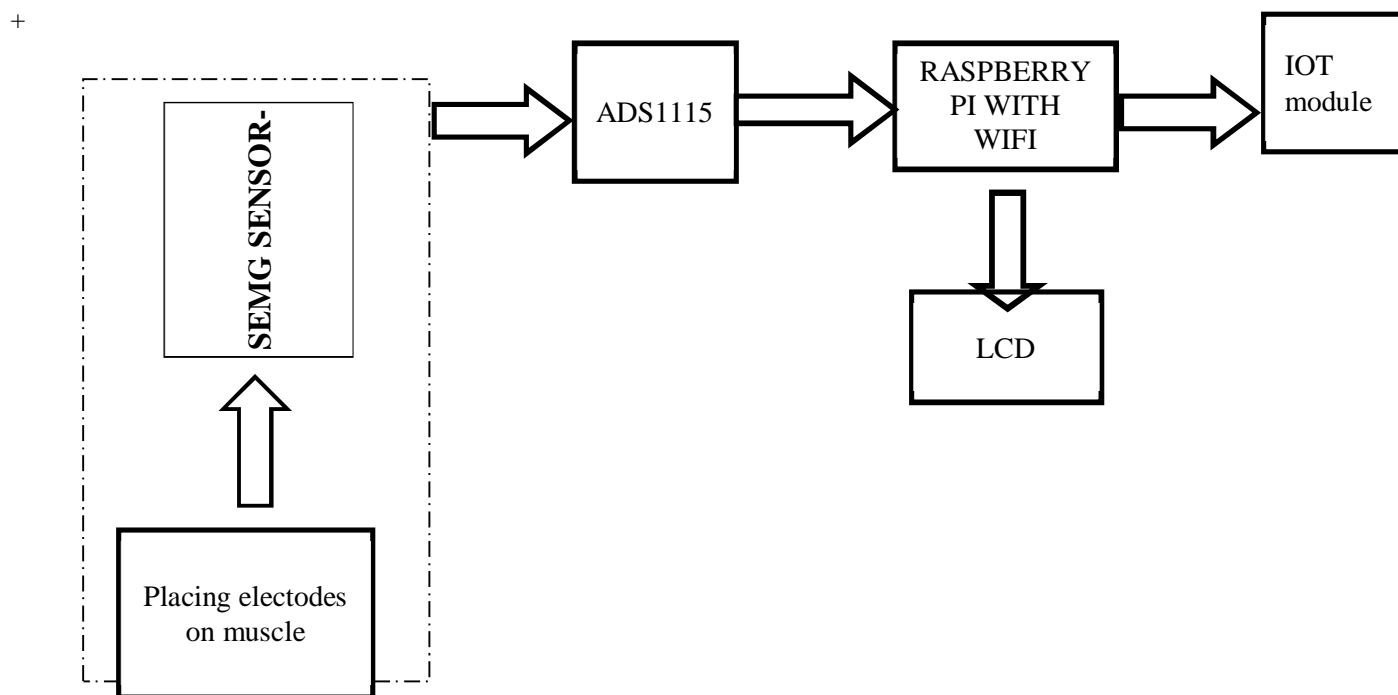 +
SEMG SENSOR-
ADS1115
RASPBERRY
PI WITH
WIFI
IOT
module
LCD
Placing electodes
on muscle